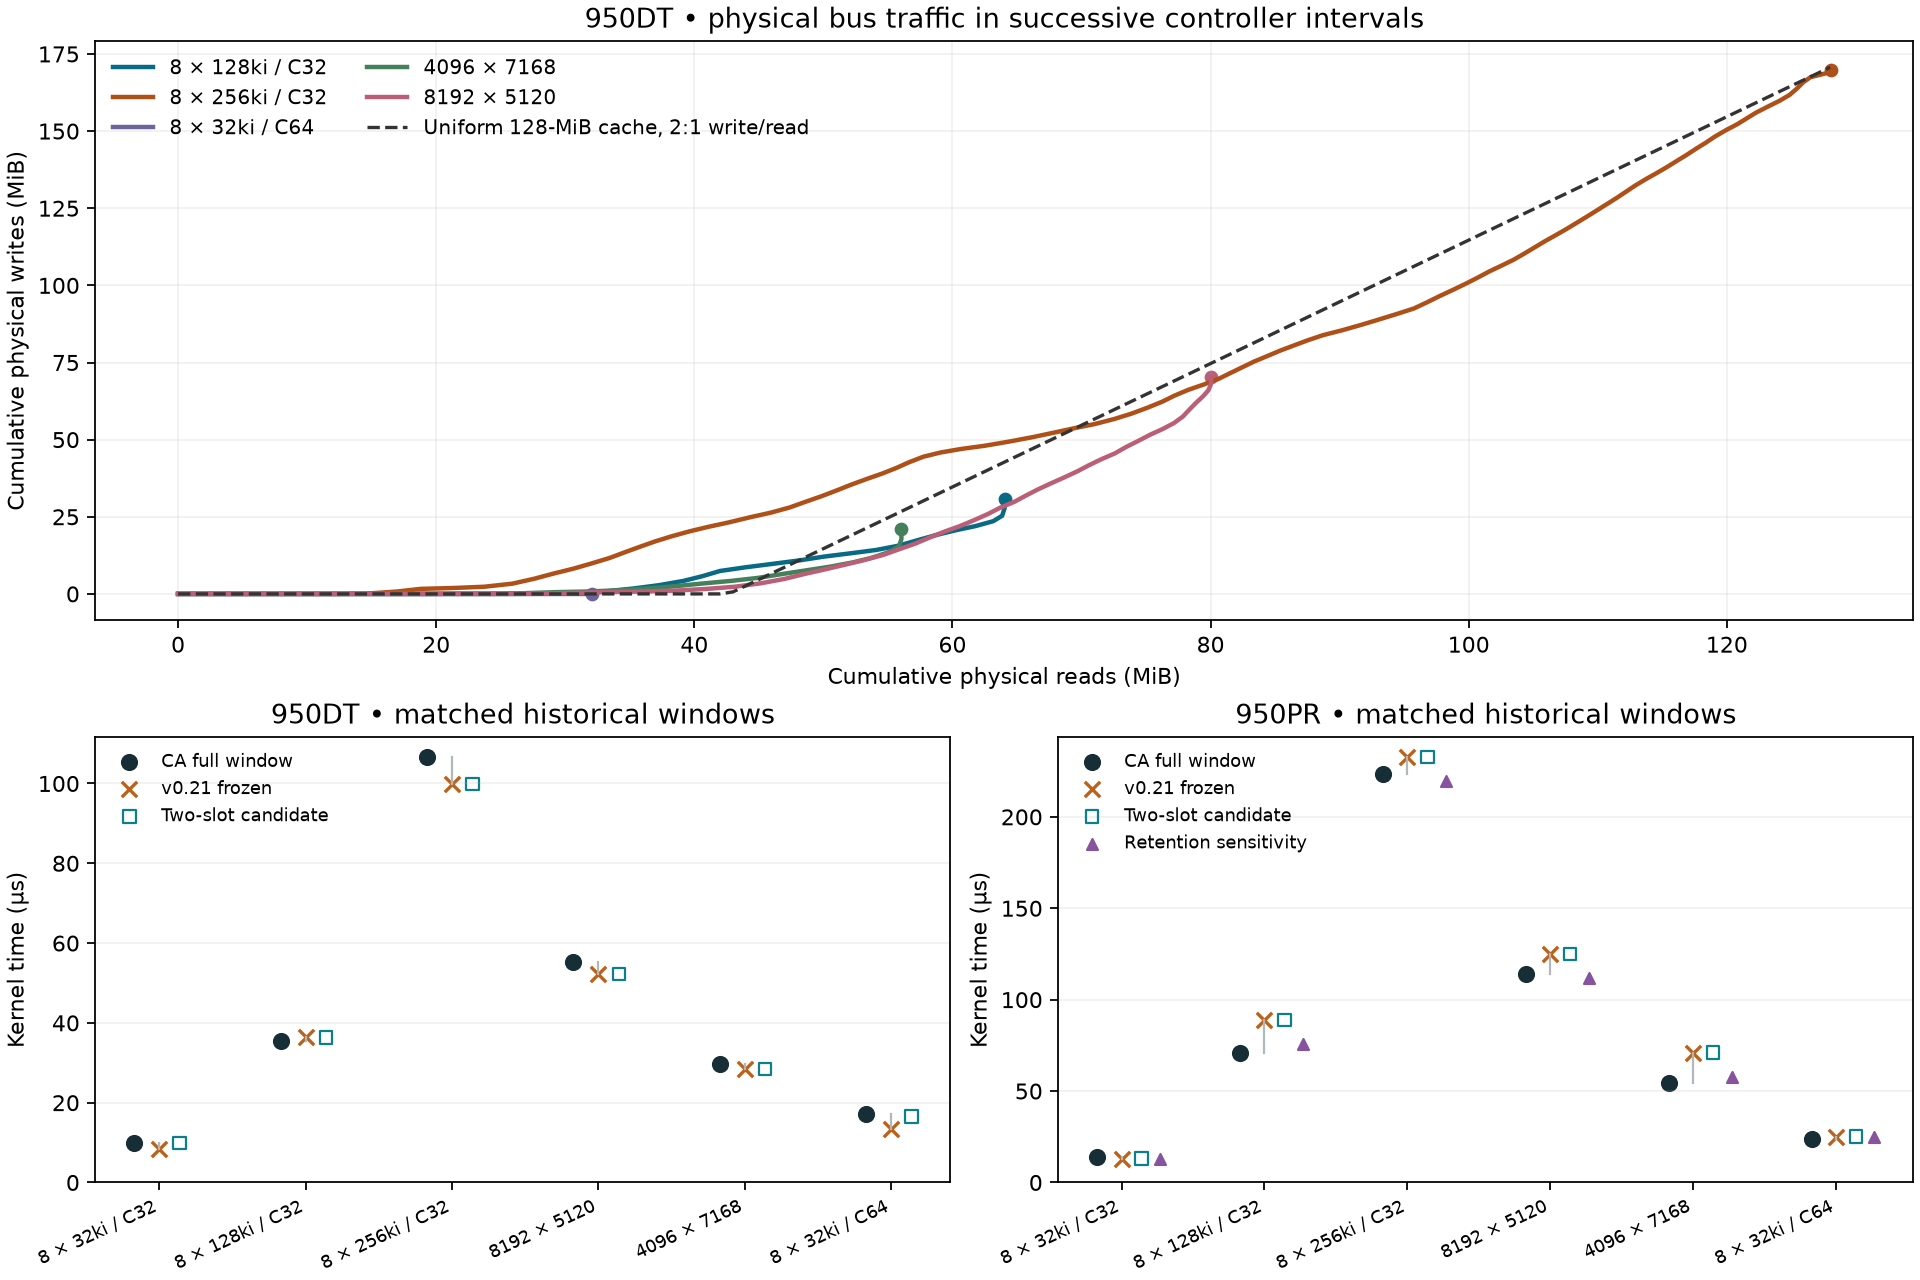 950DT • physical bus traffic in successive controller intervals
Cumulative physical writes (MiB)
175
150
125
100
75
50
25
0
8 × 128ki / C32
8 × 256ki / C32
8 × 32ki / C64
4096 × 7168
8192 × 5120
Uniform 128-MiB cache, 2:1 write/read
0 20 40 60 80 100 120
Cumulative physical reads (MiB)
950DT • matched historical windows
Kernel time (µs)
100
80
60
40
20
0
CA full window
v0.21 frozen
Two-slot candidate
8 × 32ki / C32
8 × 128ki / C32
8 × 256ki / C32
8192 × 5120
4096 × 7168
8 × 32ki / C64
950PR • matched historical windows
Kernel time (µs)
200
150
100
50
0
CA full window
v0.21 frozen
Two-slot candidate
Retention sensitivity
8 × 32ki / C32
8 × 128ki / C32
8 × 256ki / C32
8192 × 5120
4096 × 7168
8 × 32ki / C64